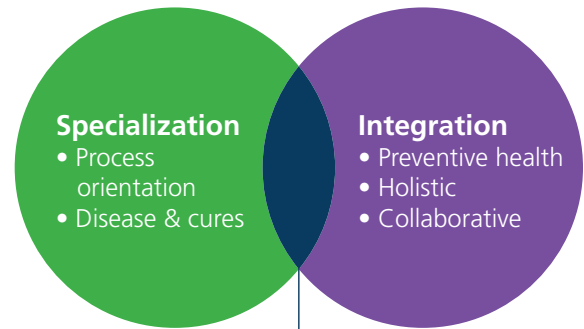 Specialization
• Process
orientation
• Disease & cures
Integration
• Preventive health
• Holistic
• Collaborative